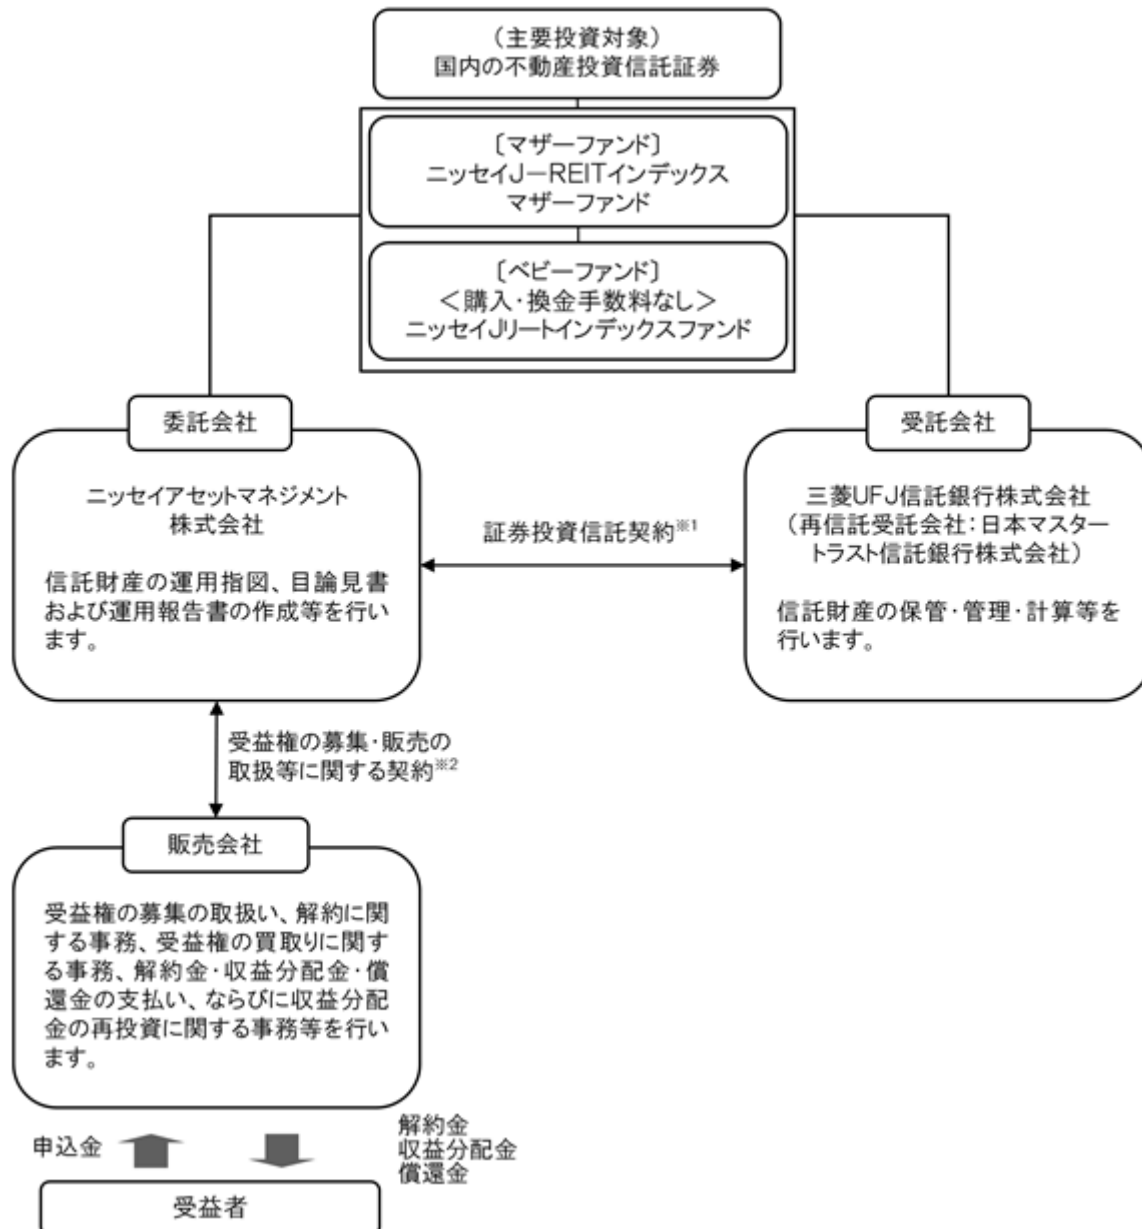 （主要投資対象）
国内の不動産投資信託証券
〔マザーファンド〕
ニッセイJ－REITインデックス
マザーファンド
〔ベビーファンド〕
＜購入・換金手数料なし＞
ニッセイJリートインデックスファンド
委託会社
ニッセイアセットマネジメント
株式会社
信託財産の運用指図、目論見書
および運用報告書の作成等を行い
ます。
証券投資信託契約※1
受託会社
三菱UFJ信託銀行株式会社
（再信託受託会社：日本マスター
トラスト信託銀行株式会社）
信託財産の保管・管理・計算等を
行います。
受益権の募集・販売の
取扱等に関する契約※2
販売会社
受益権の募集の取扱い、解約に関
する事務、受益権の買取りに関す
る事務、解約金・収益分配金・償
還金の支払い、ならびに収益分配
金の再投資に関する事務等を行い
ます。
申込金
解約金
収益分配金
償還金
受益者